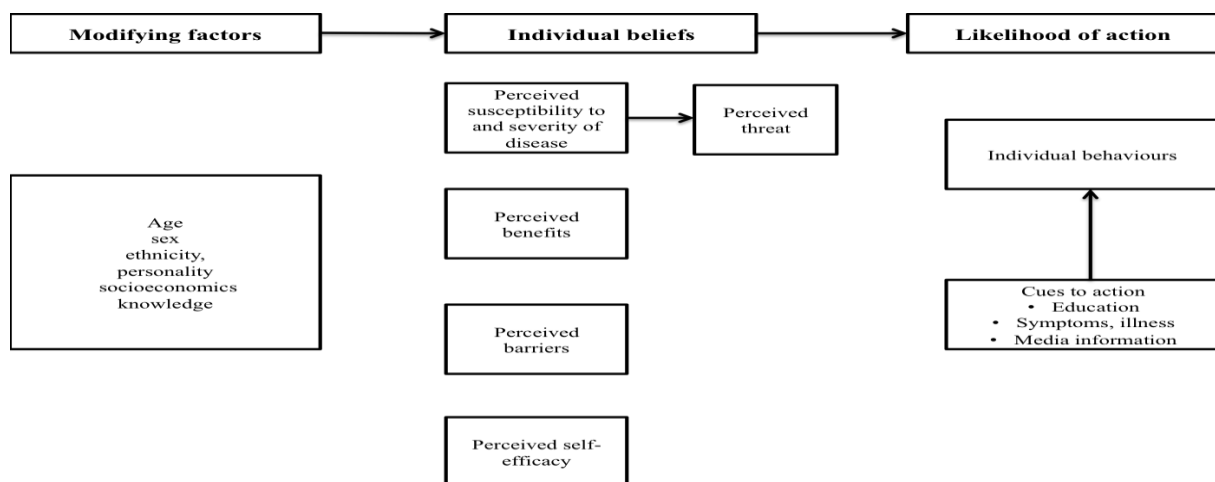 Modifying factors
Individual beliefs
Likelihood of action
Perceived
susceptibility to
and severity of
disease
Perceived
threat
Individual behaviours
Age
sex
ethnicity,
personality
socioeconomics
knowledge
Perceived
benefits
Perceived
barriers
Cues to action
• Education
• Symptoms, illness
• Media information
Perceived self-
efficacy